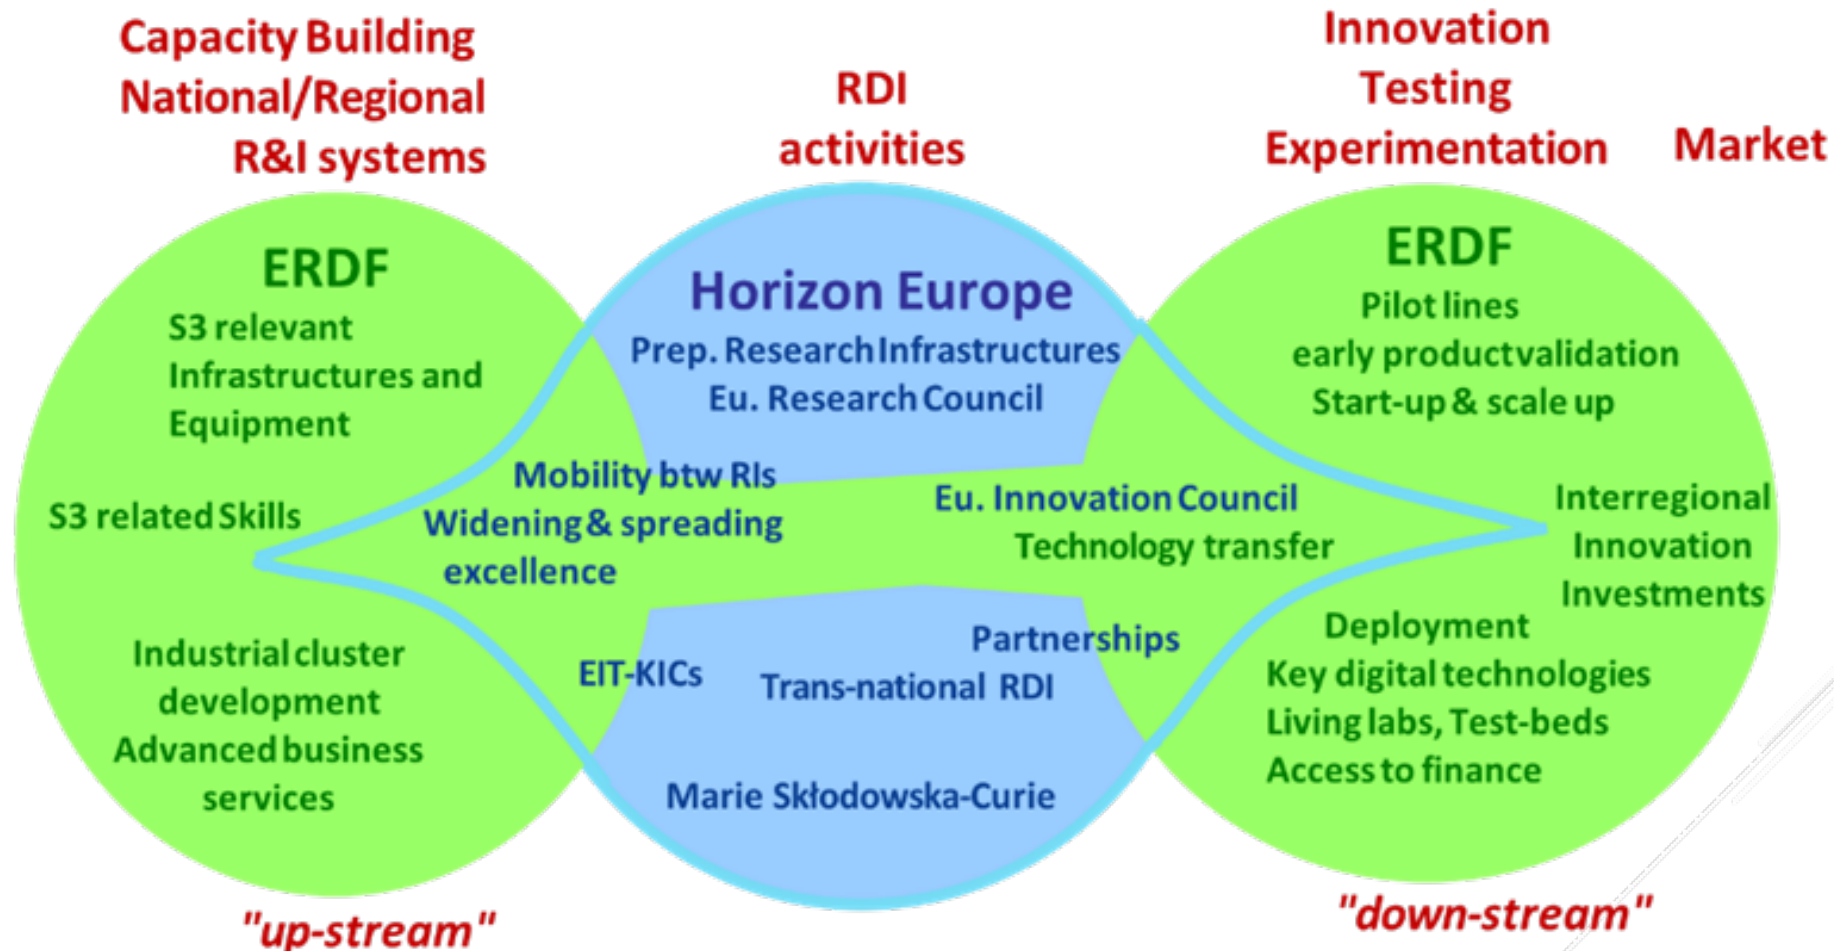 Capacity Building
National/Regional
R&I systems
RDI
activities
Innovation
Testing
Experimentation
Market
ERDF
S3 relevant
Infrastructures and
Equipment
S3 related Skills
Industrial cluster
development
Advanced business
services
Horizon Europe
Prep. Research Infrastructures
Eu. Research Council
Mobility btw RIs
Widening & spreading
excellence
Eu. Innovation Council
Technology transfer
EIT-KICs
Partnerships
Trans-national RDI
Marie Skłodowska-Curie
ERDF
Pilot lines
early product validation
Start-up & scale up
Interregional
Innovation
Investments
Deployment
Key digital technologies
Living labs, Test-beds
Access to finance
"up-stream"
"down-stream"